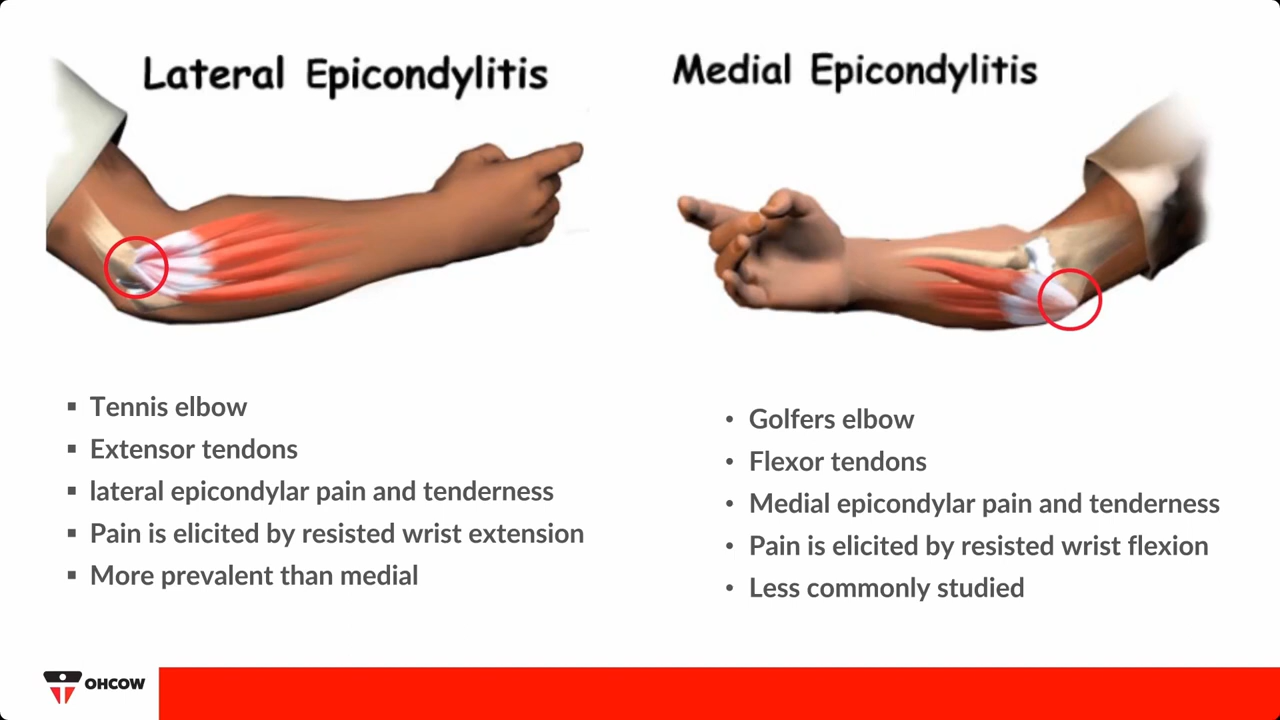 Lateral Epicondylitis
Medial Epicondylitis
▪ Tennis elbow
▪ Extensor tendons
▪ lateral epicondylar pain and tenderness
▪ Pain is elicited by resisted wrist extension
▪ More prevalent than medial
• Golfers elbow
• Flexor tendons
• Medial epicondylar pain and tenderness
• Pain is elicited by resisted wrist flexion
• Less commonly studied
OHCOW